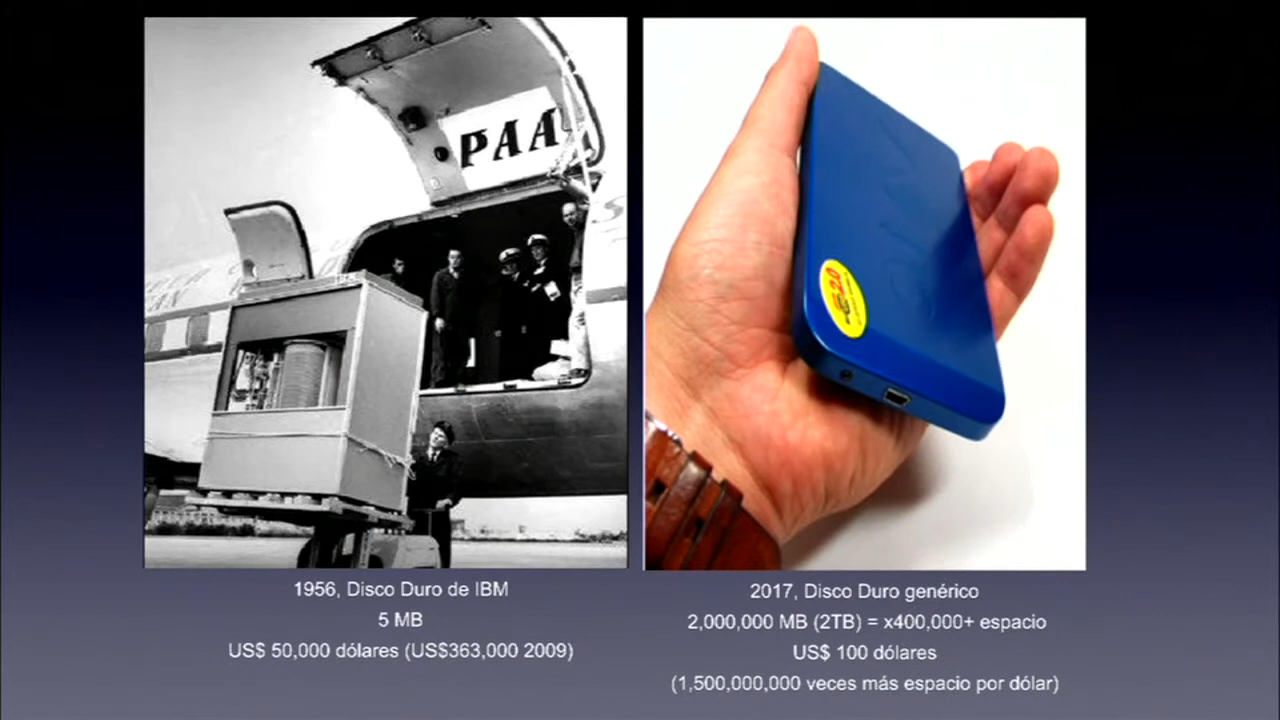 PAA
2.0
1956, Disco Duro de IBM
5 MB
US$ 50,000 dólares (US$363,000 2009)
2017, Disco Duro genérico
2,000,000 MB (2TB) = x400,000+ espacio
US$ 100 dólares
(1,500,000,000 veces más espacio por dólar)